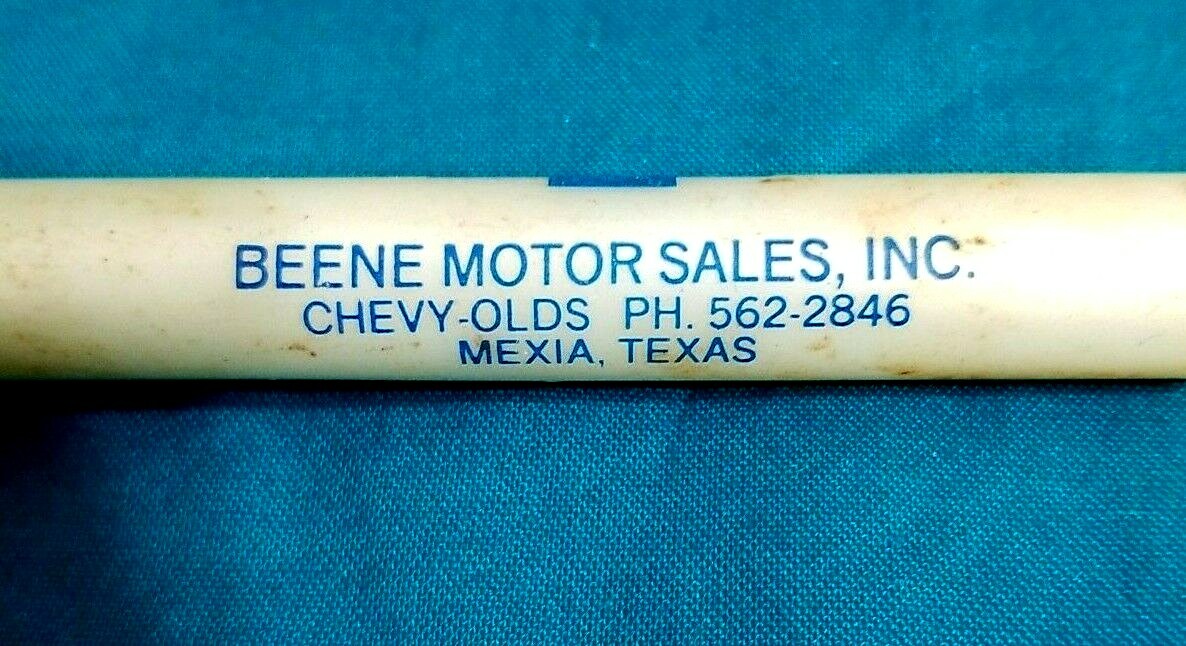 BEENE MOTOR SALES, INC.
CHEVY-OLDS PH. 562-2846
MEXIA, TEXAS